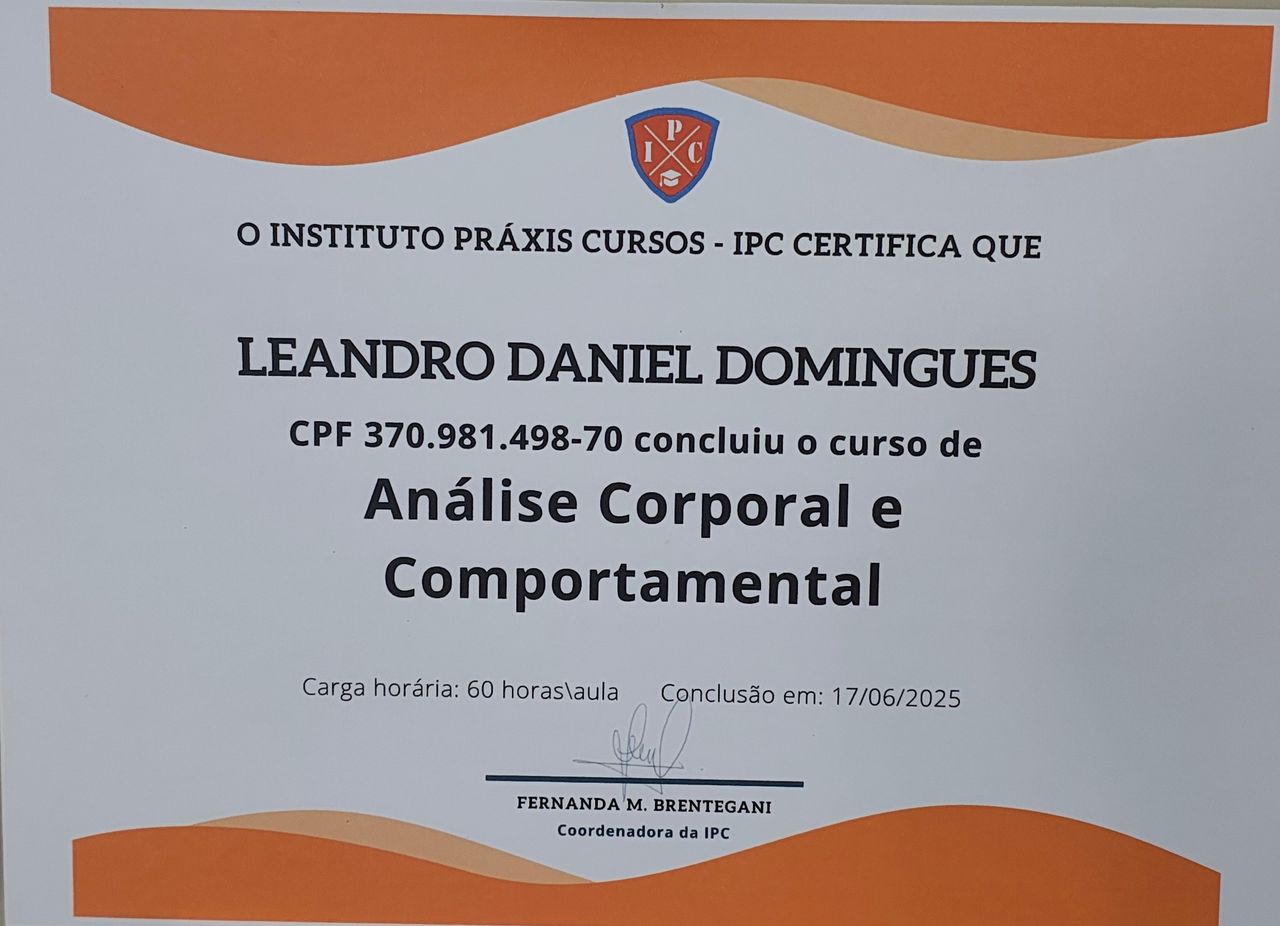 I P C
O INSTITUTO PRÁXIS CURSOS - IPC CERTIFICA QUE
LEANDRO DANIEL DOMINGUES
CPF 370.981.498-70 concluiu o curso de
Análise Corporal e
Comportamental
Carga horária: 60 horas\aula Conclusão em: 17/06/2025
FERNANDA M. BRENTEGANI
Coordenadora da IPC